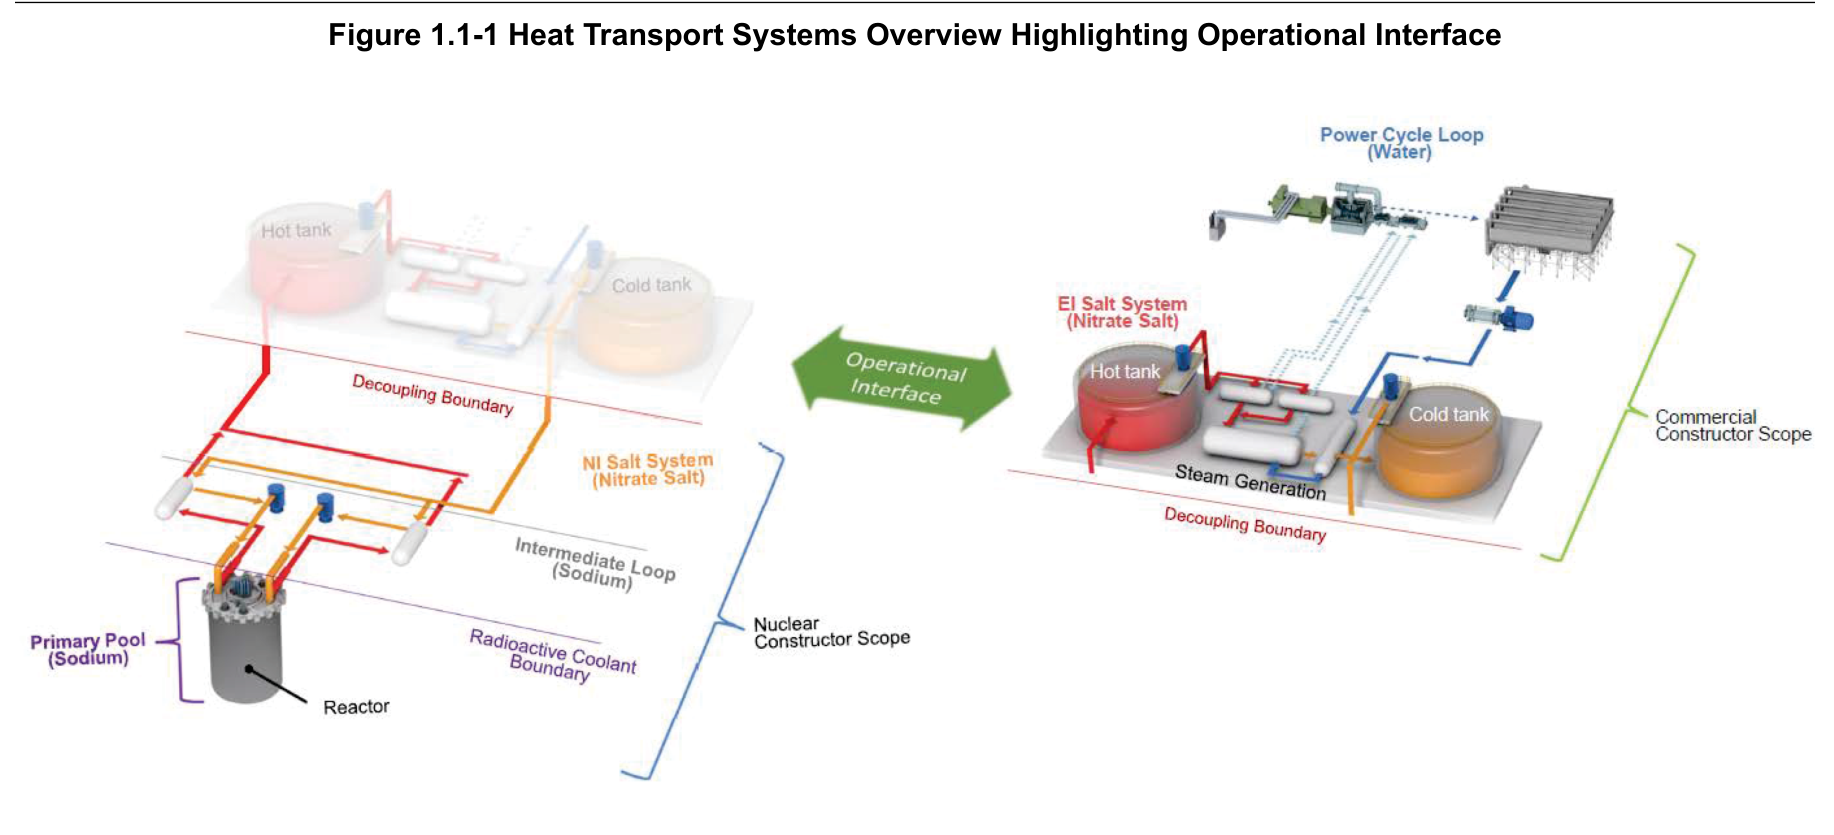 Figure 1.1-1 Heat Transport Systems Overview Highlighting Operational Interface
Power Cycle Loop
(Water)
Hot tank
Cold tank
Decoupling Boundary
NI Salt System
(Nitrate Salt)
Intermediate Loop
(Sodium)
Radioactive Coolant
Boundary
Primary Pool
(Sodium)
Reactor
Nuclear
Constructor Scope
Operational
Interface
EI Salt System
(Nitrate Salt)
Hot tank
Cold tank
Steam Generation
Decoupling Boundary
Commercial
Constructor Scope